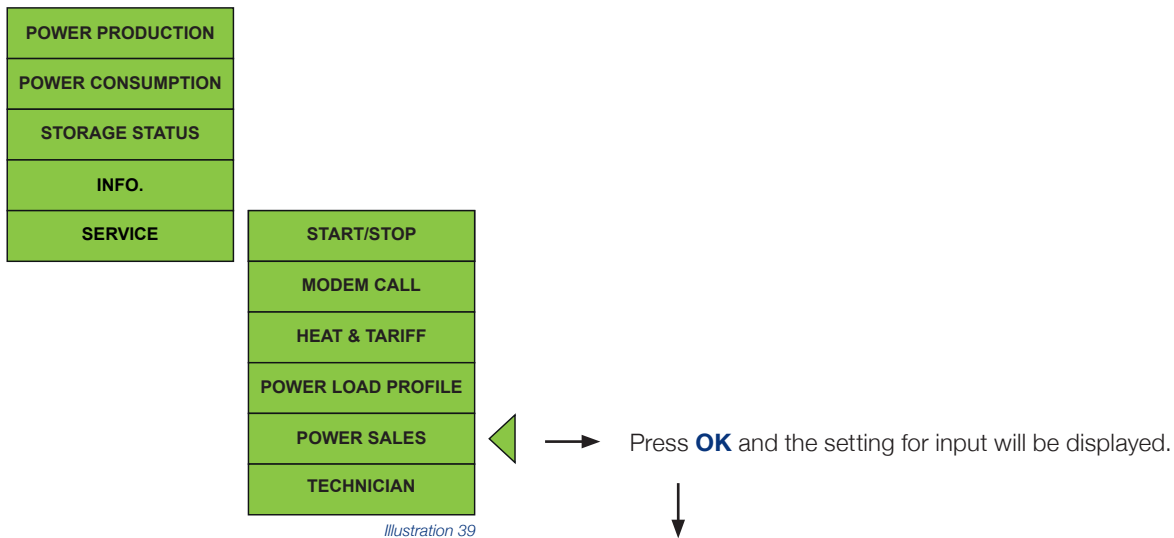 POWER PRODUCTION
POWER CONSUMPTION
STORAGE STATUS
INFO.
SERVICE
START/STOP
MODEM CALL
HEAT & TARIFF
POWER LOAD PROFILE
POWER SALES
Press OK and the setting for input will be displayed.
TECHNICIAN
Illustration 39